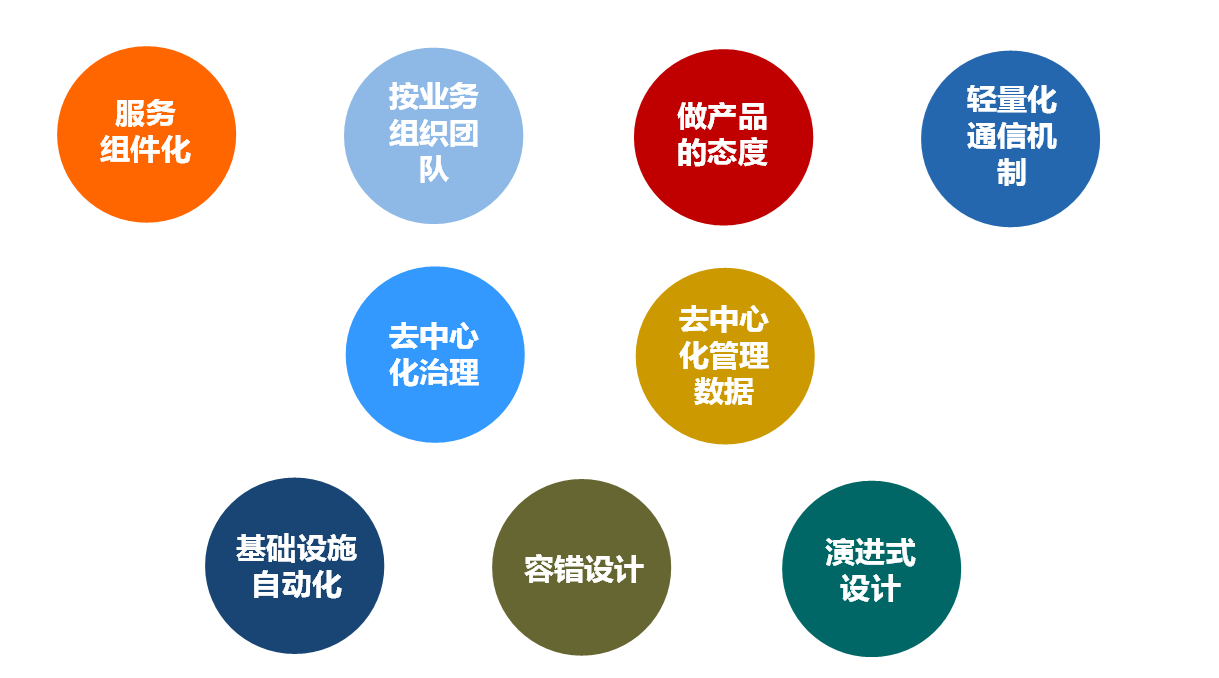 服务
组件化
按业务
组织团
队
做产品
的态度
轻量化
通信机
制
去中心
化治理
去中心
化管理
数据
基础设施
自动化
容错设计
演进式
设计